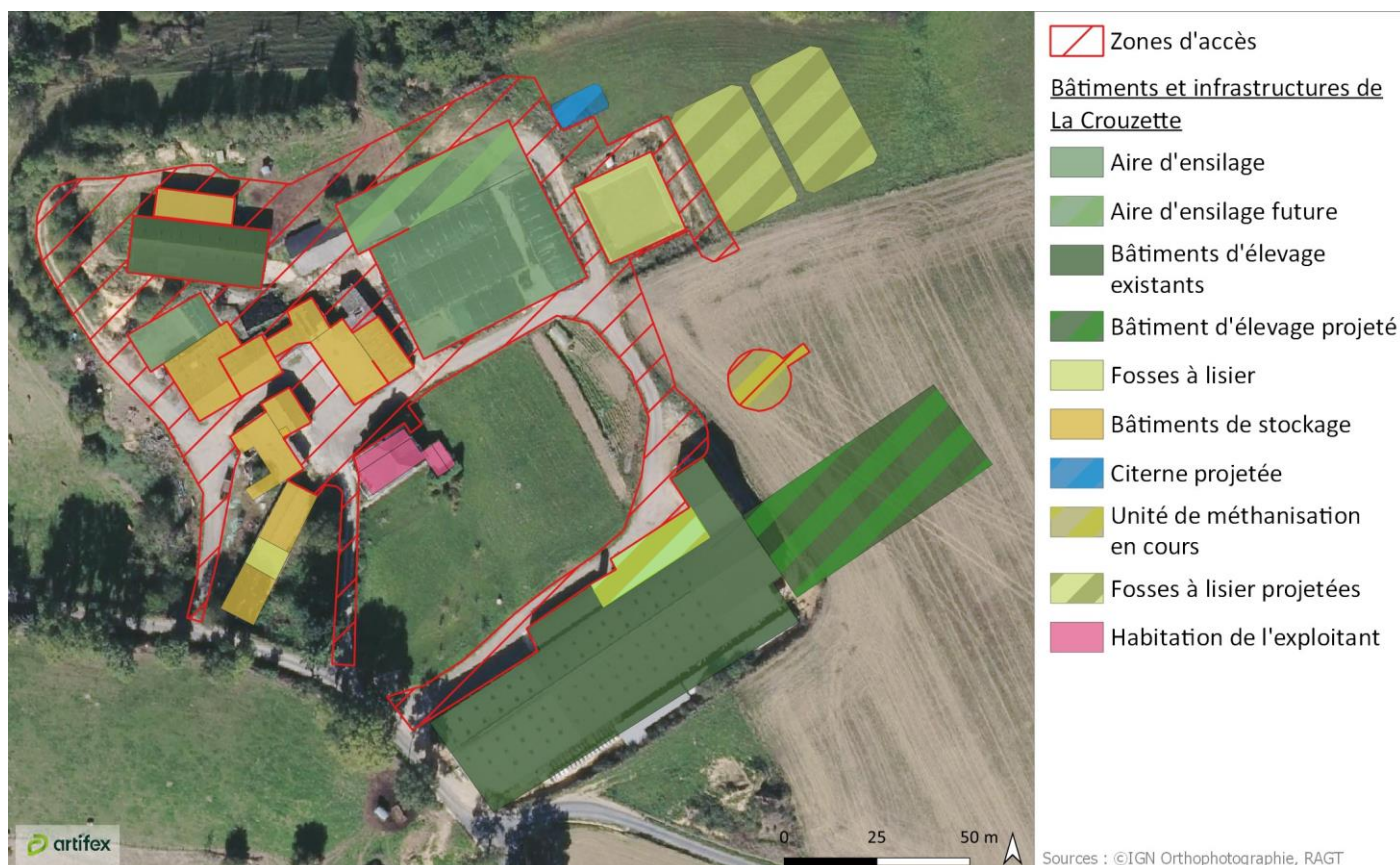 Zones d'accès
Bâtiments et infrastructures de
La Crouzette
Aire d'ensilage
Aire d'ensilage future
Bâtiments d'élevage
existants
Bâtiment d'élevage projeté
Fosses à lisier
Bâtiments de stockage
Citerne projetée
Unité de méthanisation
en cours
Fosses à lisier projetées
Habitation de l'exploitant
artifex
0 25 50 m
Sources : ©IGN Orthophotographie, RAGT